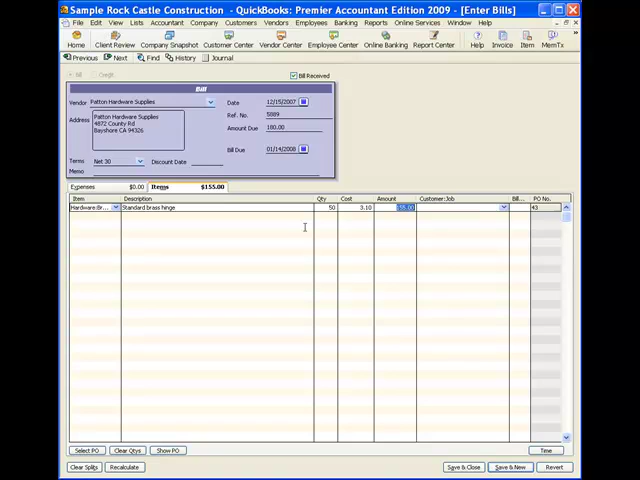 Sample Rock Castle Construction - QuickBooks: Premier Accountant Edition 2009 - [Enter Bills]
File Edit View Lists Accountant Company Customers Vendors Employees Banking Reports Online Services Window Help
Home Client Review Company Snapshot Customer Center Vendor Center Employee Center Online Banking Report Center Help Invoice Item MemTx
Previous Next Find History Journal
Bill Credit Bill Received
Bill
Vendor Patton Hardware Supplies Date 12/15/2007
Address Patton Hardware Supplies
4872 County Rd
Bayshore CA 94326
Ref. No. 5889
Amount Due 180.00
Bill Due 01/14/2008
Terms Net 30 Discount Date
Memo
Expenses $0.00 Items $155.00
Item Description Qty Cost Amount Customer:Job Bill... PO No.
Hardware:Br... Standard brass hinge 50 3.10 155.00 43
Select PO Clear Qtys Show PO Time
Clear Splits Recalculate Save & Close Save & New Revert